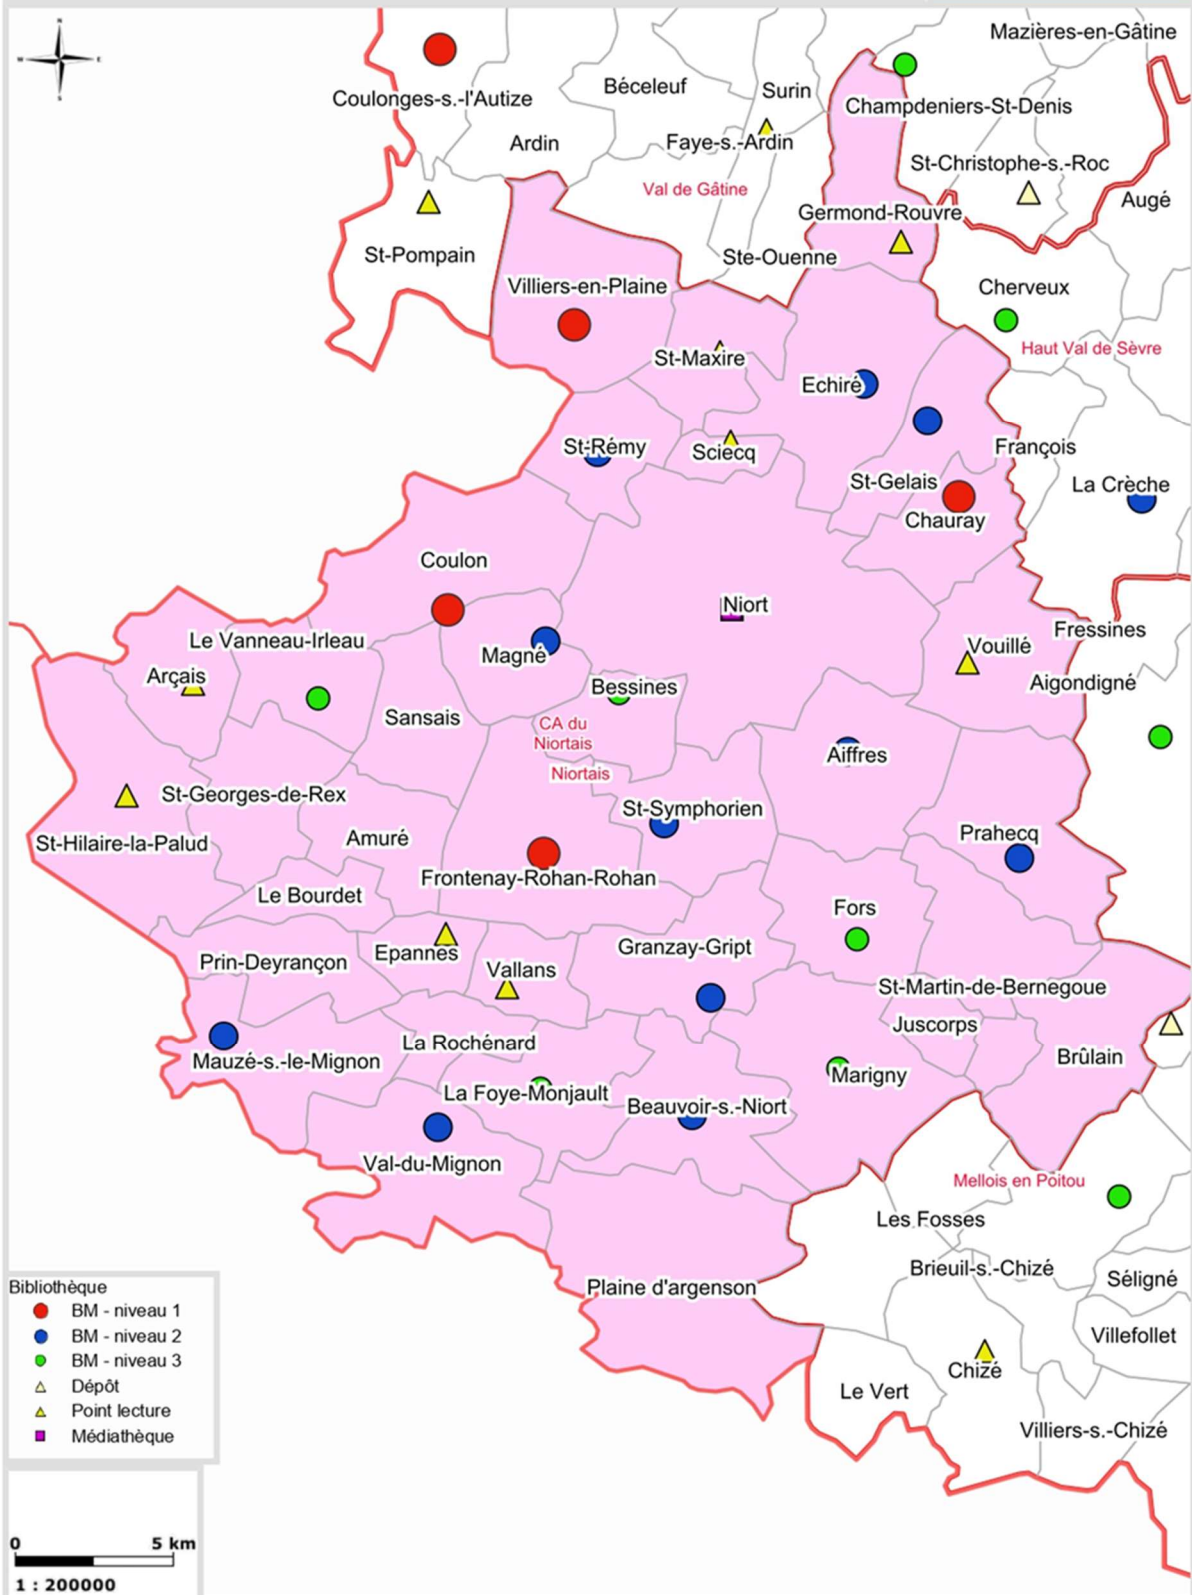 N
W
E
S
Mazières-en-Gâtine
Béceleuf
Surin
Coulonges-s.-l'Autize
Champdeniers-St-Denis
Ardin
Faye-s.-Ardin
St-Christophe-s.-Roc
Val de Gâtine
Augé
Germond-Rouvre
St-Pompain
Ste-Ouenne
Villiers-en-Plaine
Cherveux
St-Maxire
Haut Val de Sèvre
Echiré
St-Rémy
Sciecq
François
St-Gelais
La Crèche
Chauray
Coulon
Niort
Fressines
Le Vanneau-Irleau
Vouillé
Magné
Arçais
Bessines
Aigondigné
Sansais
CA du
Niortais
Aiffres
Niortais
St-Georges-de-Rex
St-Symphorien
Amuré
Prahecq
St-Hilaire-la-Palud
Frontenay-Rohan-Rohan
Le Bourdet
Fors
Epannes
Granzay-Gript
Prin-Deyrançon
Vallans
St-Martin-de-Bernegoue
Juscorps
La Rochénard
Brûlain
Mauzé-s.-le-Mignon
Marigny
La Foye-Monjault
Beauvoir-s.-Niort
Val-du-Mignon
Mellois en Poitou
Les Fosses
Brieuil-s.-Chizé
Séligné
Plaine d'argenson
Villefollet
Chizé
Le Vert
Villiers-s.-Chizé
Bibliothèque
BM - niveau 1
BM - niveau 2
BM - niveau 3
Dépôt
Point lecture
Médiathèque
0 5 km
1 : 200000